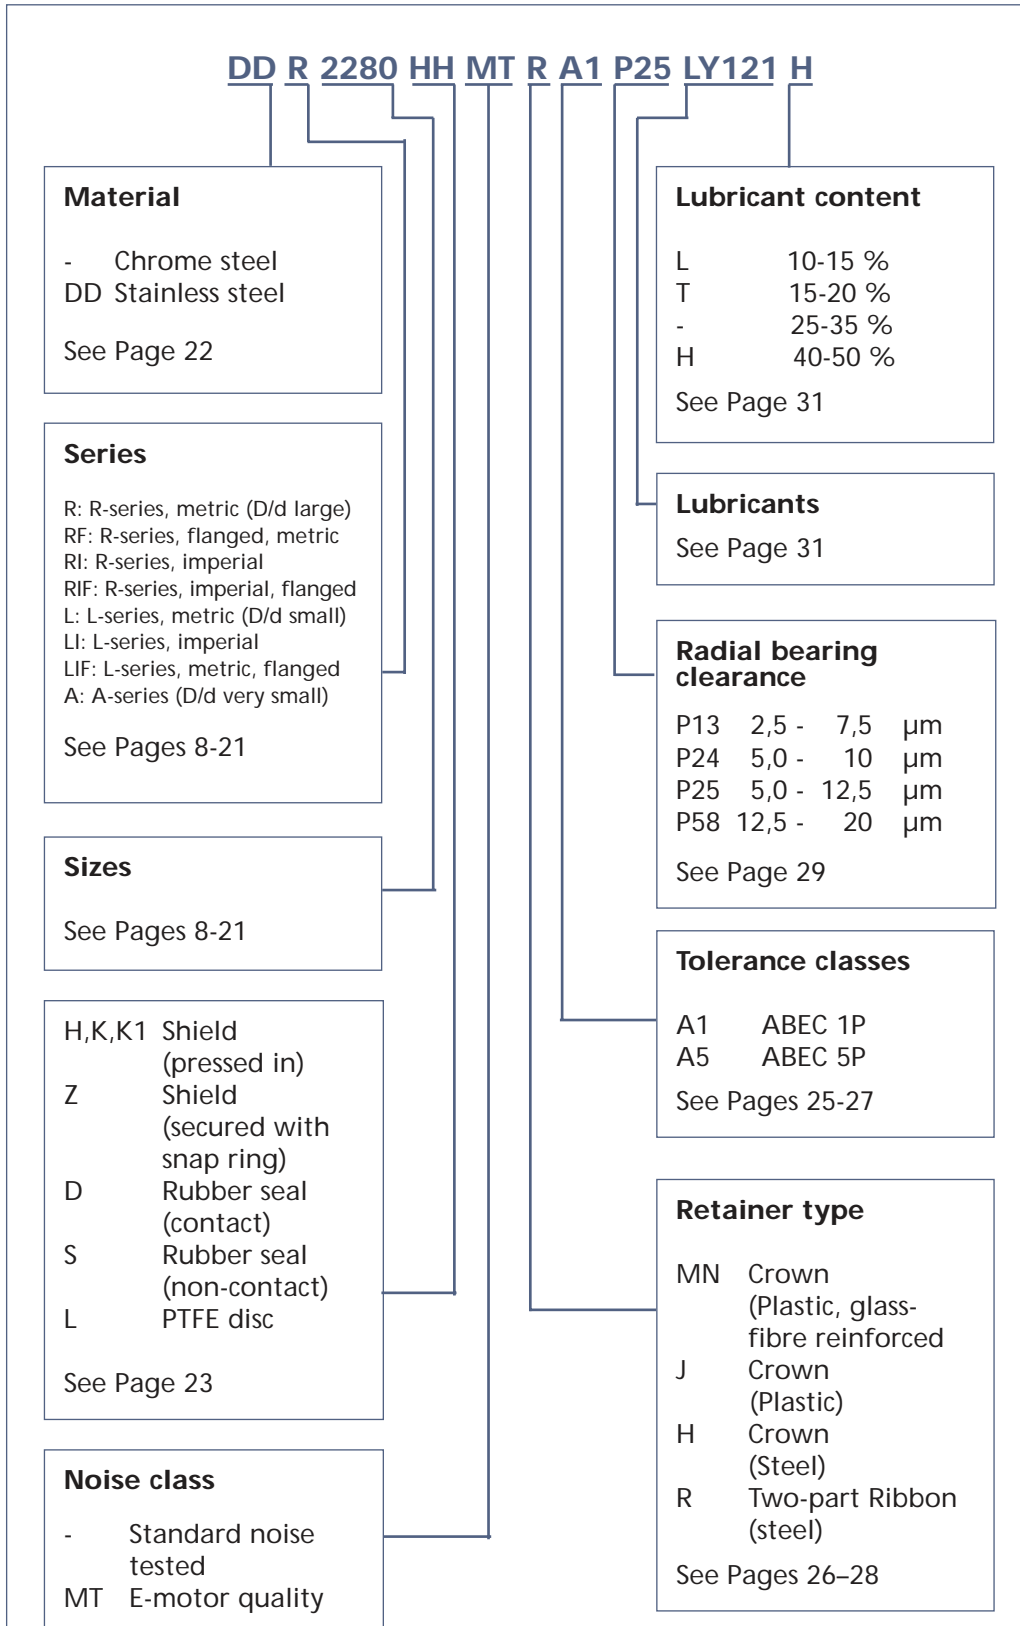 DD R 2280 HH MT R A1 P25 LY121 H
Material
- Chrome steel
DD Stainless steel
See Page 22
Series
R: R-series, metric (D/d large)
RF: R-series, flanged, metric
RI: R-series, imperial
RIF: R-series, imperial, flanged
L: L-series, metric (D/d small)
LI: L-series, imperial
LIF: L-series, metric, flanged
A: A-series (D/d very small)
See Pages 8-21
Sizes
See Pages 8-21
H,K,K1 Shield
(pressed in)
Z Shield
(secured with
snap ring)
D Rubber seal
(contact)
S Rubber seal
(non-contact)
L PTFE disc
See Page 23
Noise class
- Standard noise
tested
MT E-motor quality
Lubricant content
L 10-15 %
T 15-20 %
- 25-35 %
H 40-50 %
See Page 31
Lubricants
See Page 31
Radial bearing
clearance
P13 2,5 - 7,5 µm
P24 5,0 - 10 µm
P25 5,0 - 12,5 µm
P58 12,5 - 20 µm
See Page 29
Tolerance classes
A1 ABEC 1P
A5 ABEC 5P
See Pages 25-27
Retainer type
MN Crown
(Plastic, glass-
fibre reinforced
J Crown
(Plastic)
H Crown
(Steel)
R Two-part Ribbon
(steel)
See Pages 26–28